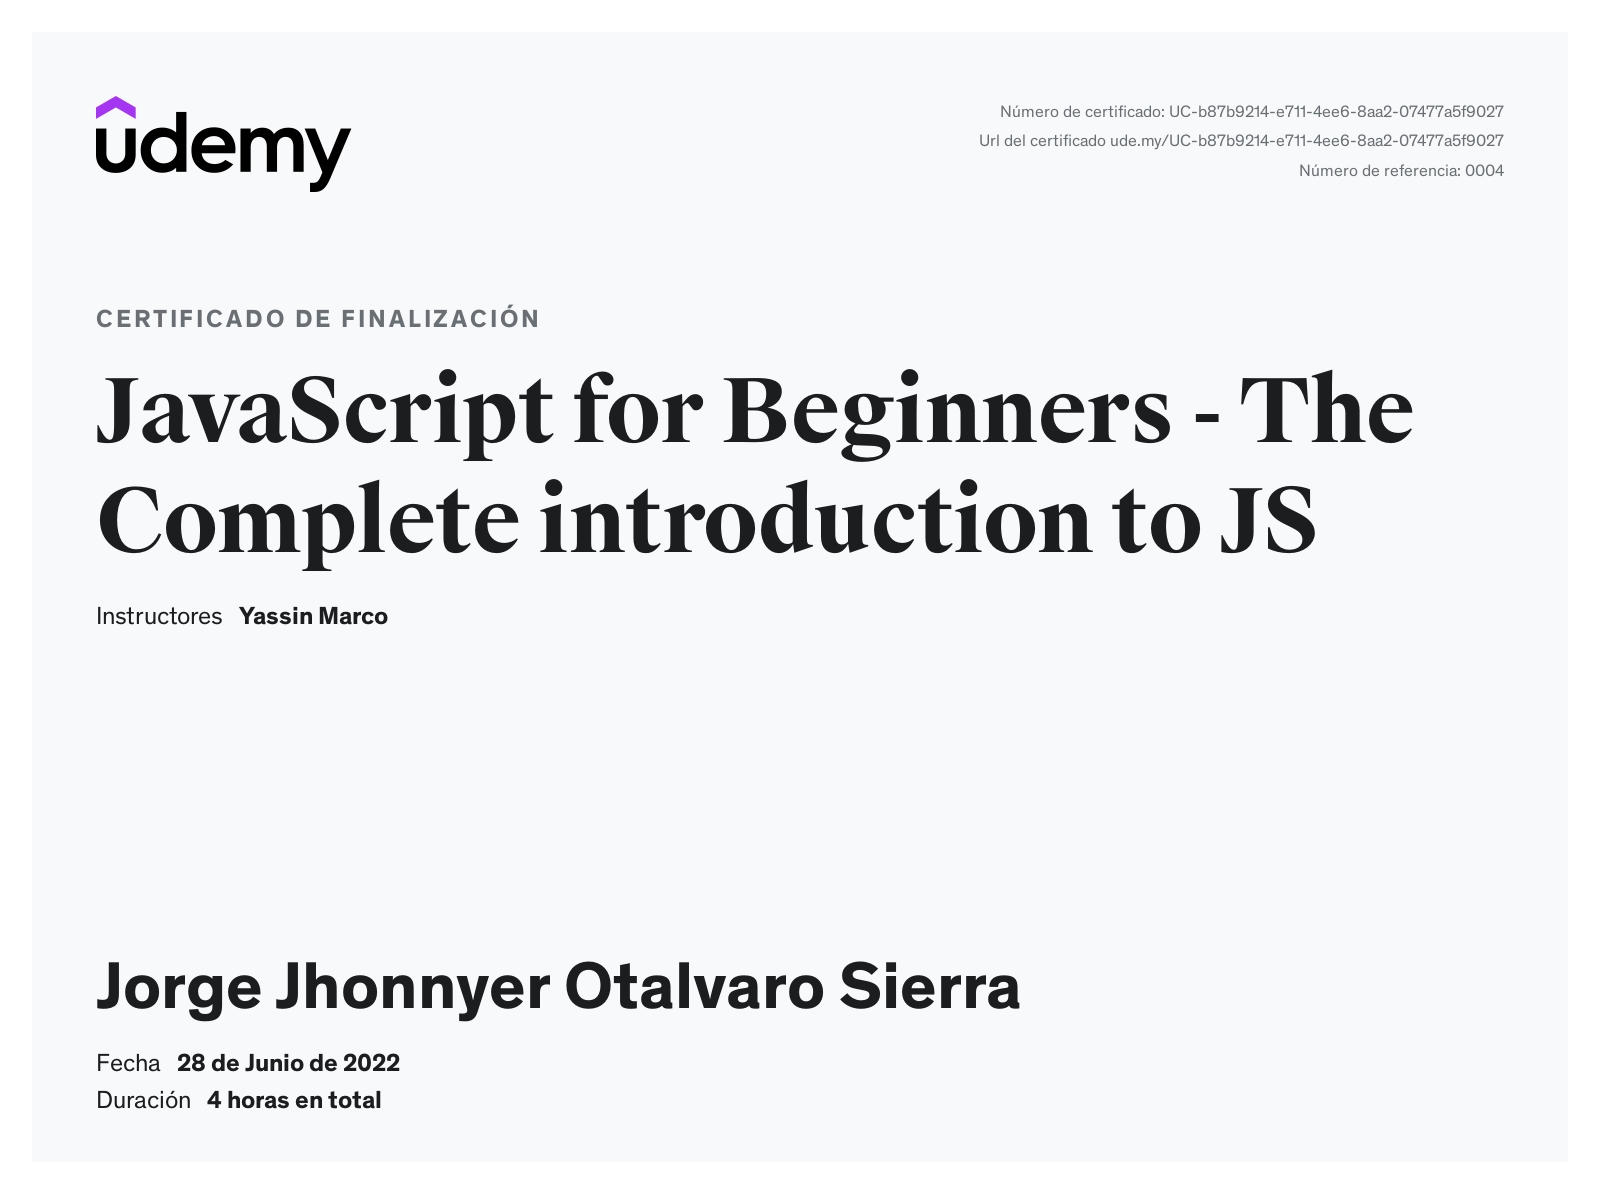 udemy
Número de certificado: UC-b87b9214-e711-4ee6-8aa2-07477a5f9027
Url del certificado ude.my/UC-b87b9214-e711-4ee6-8aa2-07477a5f9027
Número de referencia: 0004
CERTIFICADO DE FINALIZACIÓN
JavaScript for Beginners - The
Complete introduction to JS
Instructores Yassin Marco
Jorge Jhonnyer Otalvaro Sierra
Fecha 28 de Junio de 2022
Duración 4 horas en total